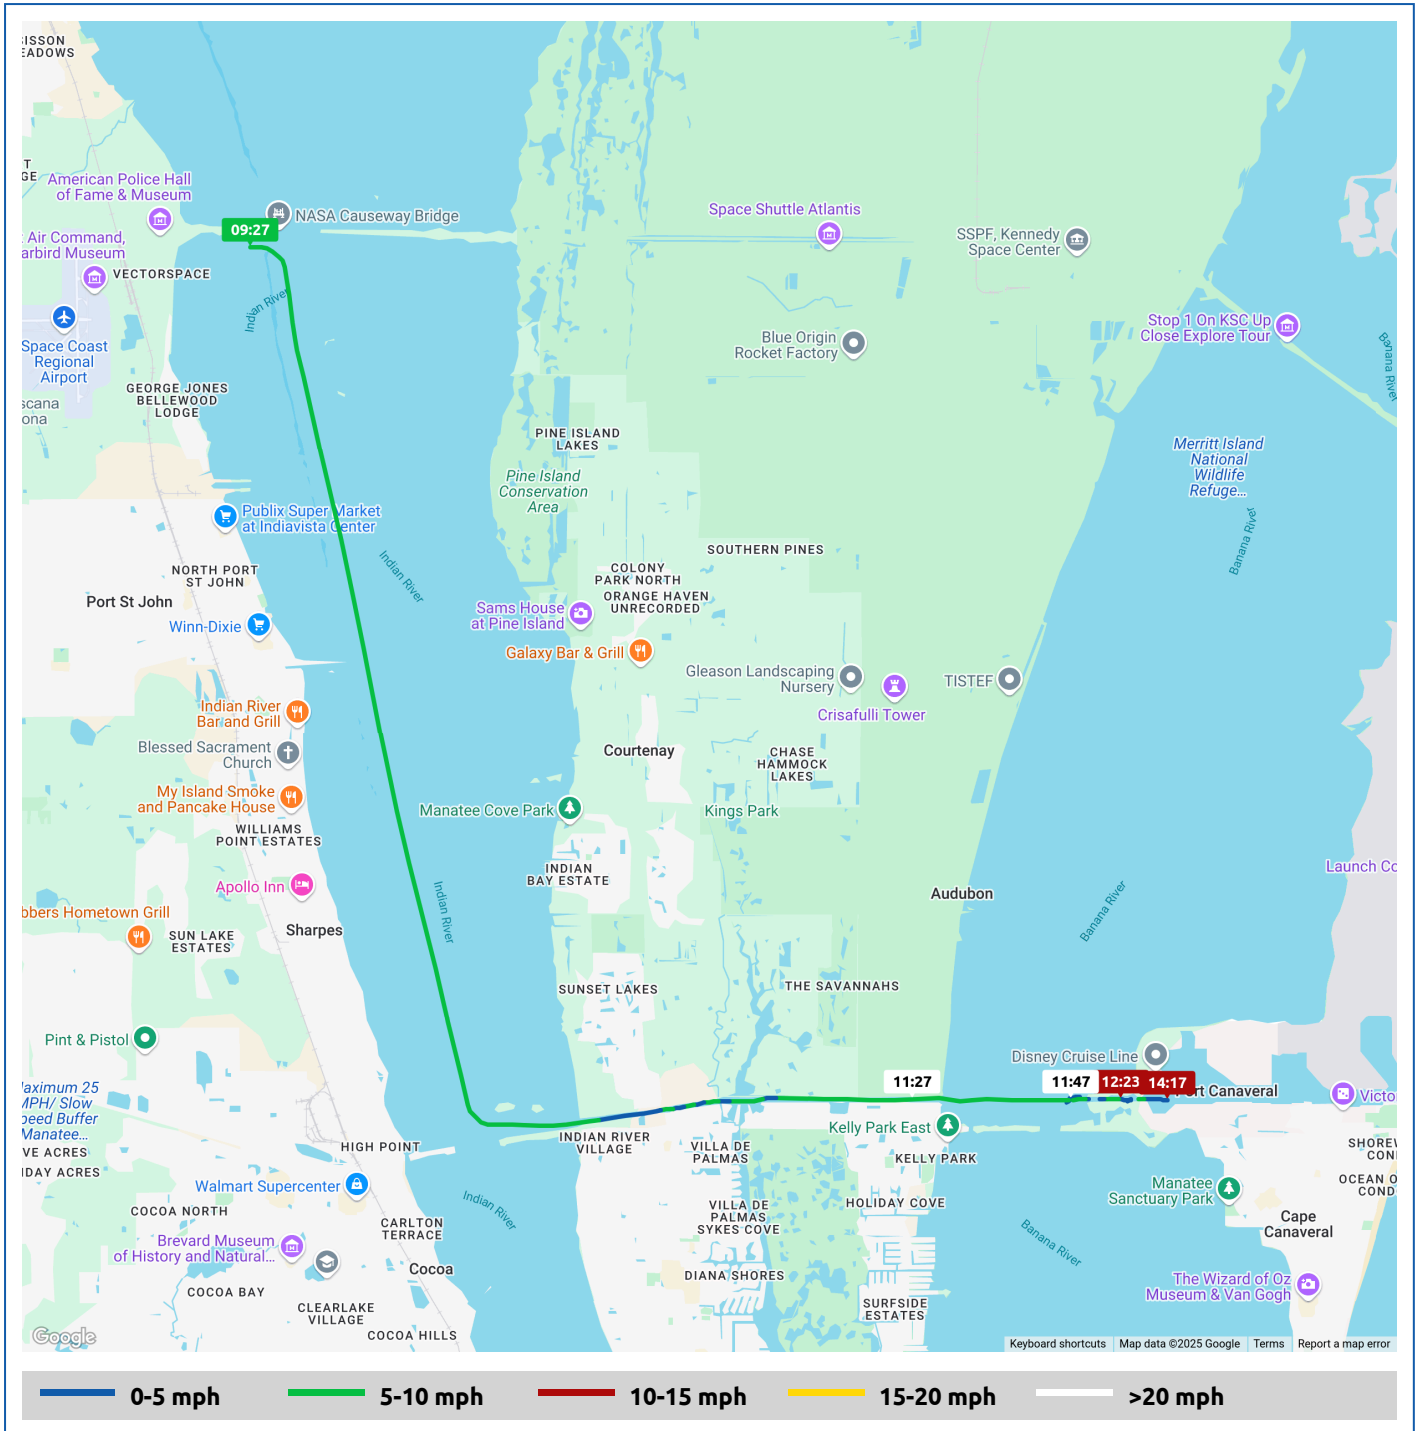 SISSON
EADOWS
American Police Hall
of Fame & Museum
09:27
NASA Causeway Bridge
Air Command,
arbird Museum
VECTORSPACE
Space Shuttle Atlantis
SSPF, Kennedy
Space Center
Indian River
Space Coast
Regional
Airport
Blue Origin
Rocket Factory
Stop 1 On KSC Up
Close Explore Tour
Banana River
GEORGE JONES
BELLEWOOD
LODGE
scana
ona
PINE ISLAND
LAKES
Pine Island
Conservation
Area
Merritt Island
National
Wildlife
Refuge...
Publix Super Market
at Indiavista Center
Banana River
SOUTHERN PINES
Indian River
NORTH PORT
ST JOHN
COLONY
PARK NORTH
ORANGE HAVEN
UNRECORDED
Port St John
Winn-Dixie
Sams House
at Pine Island
Galaxy Bar & Grill
Gleason Landscaping
Nursery
Crisafulli Tower
TISTEF
Indian River
Bar and Grill
Blessed Sacrament
Church
Courtenay
CHASE
HAMMOCK
LAKES
My Island Smoke
and Pancake House
Manatee Cove Park
Kings Park
WILLIAMS
POINT ESTATES
INDIAN
BAY ESTATE
Launch Co
Apollo Inn
Audubon
Banana River
Indian River
bbers Hometown Grill
SUN LAKE
ESTATES
Sharpes
SUNSET LAKES
THE SAVANNAHS
Pint & Pistol
Disney Cruise Line
11:27
11:47
12:23
14:17
ort Canaveral
Victo
Maximum 25
MPH/ Slow
peed Buffer
Manatee...
VE ACRES
IDAY ACRES
HIGH POINT
INDIAN RIVER
VILLAGE
VILLA DE
PALMAS
Kelly Park East
KELLY PARK
SHOREW
CON
OCEAN O
COND
Walmart Supercenter
COCOA NORTH
Indian River
CARLTON
TERRACE
VILLA DE
PALMAS
SYKES COVE
HOLIDAY COVE
Manatee
Sanctuary Park
Cape
Canaveral
Banana River
Brevard Museum
of History and Natural...
Cocoa
DIANA SHORES
The Wizard of Oz
Museum & Van Gogh
COCOA BAY
CLEARLAKE
VILLAGE
SURFSIDE
ESTATES
COCOA HILLS
Google
Keyboard shortcuts Map data ©2025 Google Terms Report a map error
0-5 mph 5-10 mph 10-15 mph 15-20 mph >20 mph